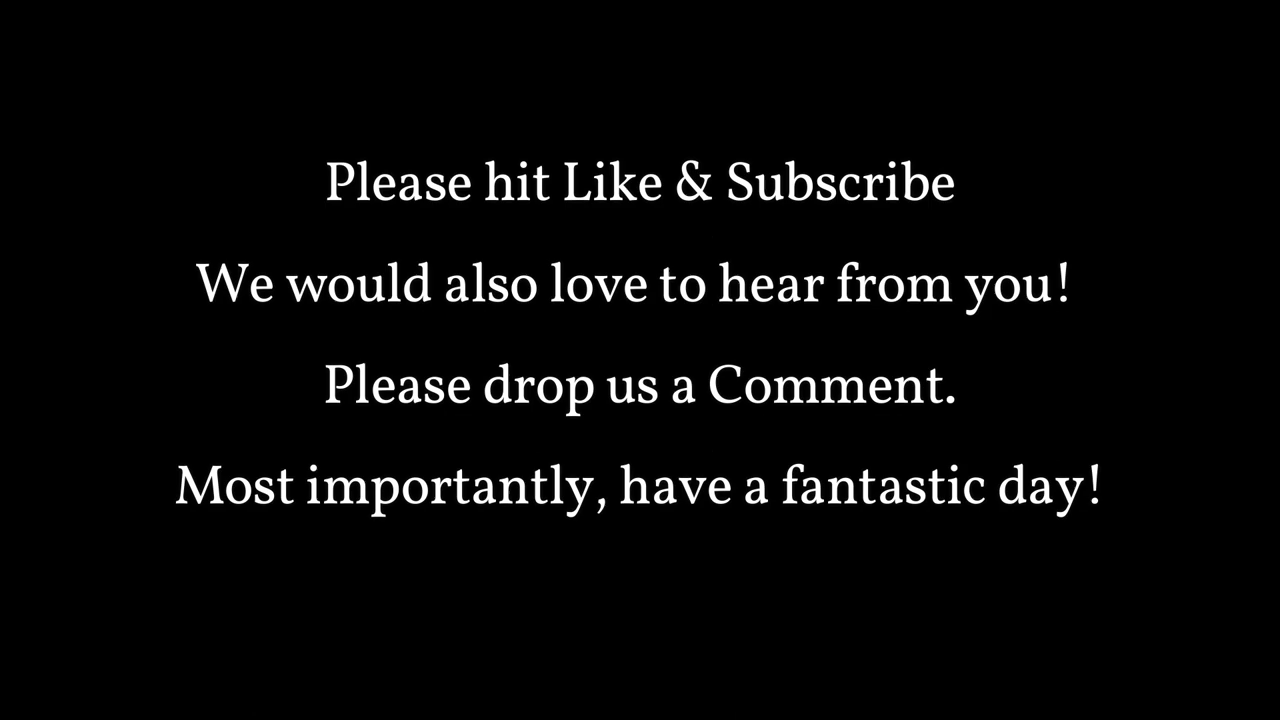 Please hit Like & Subscribe
We would also love to hear from you!
Please drop us a Comment.
Most importantly, have a fantastic day!